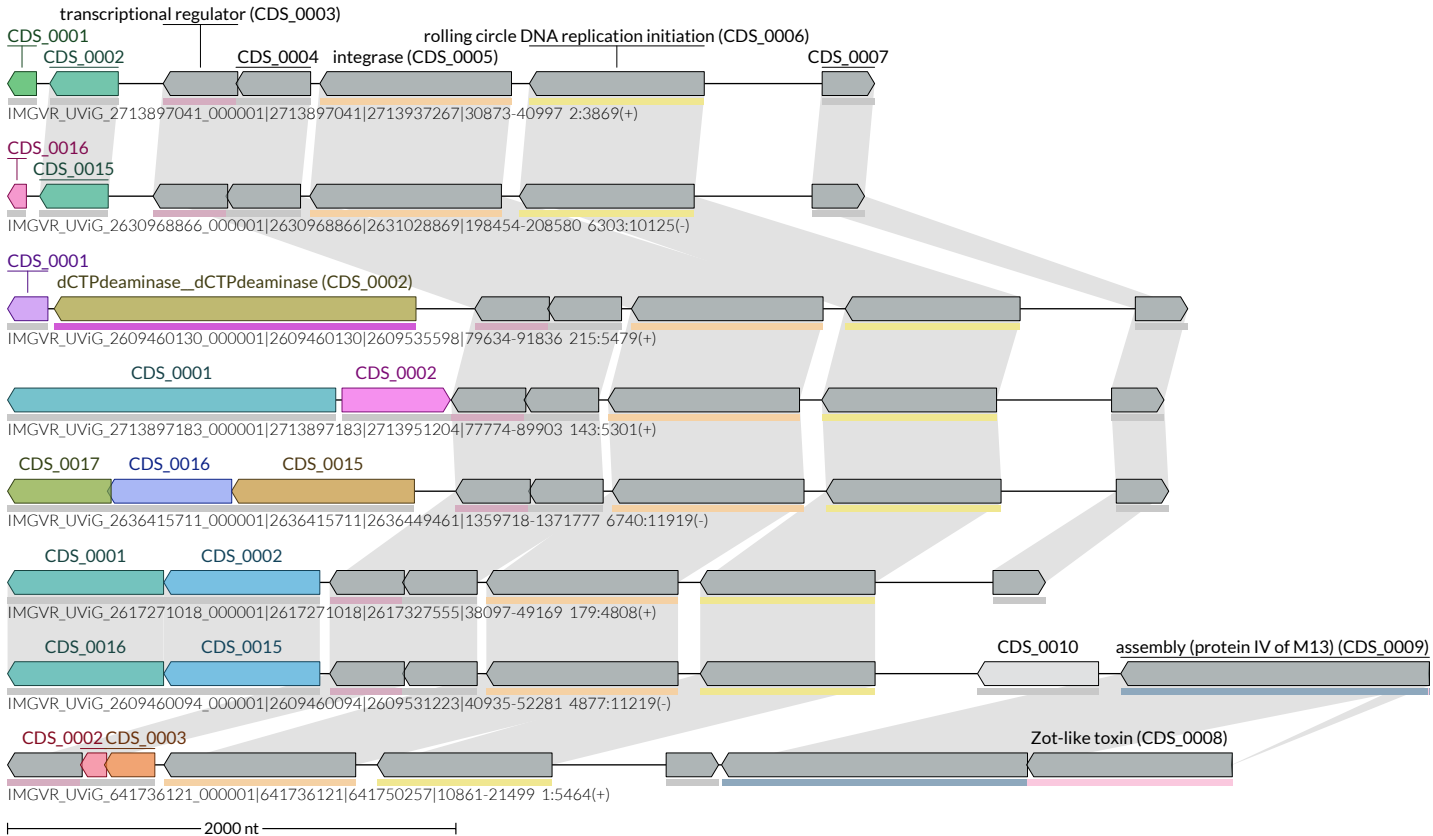 transcriptional regulator (CDS_0003)
CDS_0001 rolling circle DNA replication initiation (CDS_0006)
CDS_0002 CDS_0004 integrase (CDS_0005) CDS_0007
IMGVR_UViG_2713897041_000001|2713897041|2713937267|30873-40997 2:3869(+)
CDS_0016
CDS_0015
IMGVR_UViG_2630968866_000001|2630968866|2631028869|198454-208580 6303:10125(-)
CDS_0001
dCTPdeaminase__dCTPdeaminase (CDS_0002)
IMGVR_UViG_2609460130_000001|2609460130|2609535598|79634-91836 215:5479(+)
CDS_0001 CDS_0002
IMGVR_UViG_2713897183_000001|2713897183|2713951204|77774-89903 143:5301(+)
CDS_0017 CDS_0016 CDS_0015
IMGVR_UViG_2636415711_000001|2636415711|2636449461|1359718-1371777 6740:11919(-)
CDS_0001 CDS_0002
IMGVR_UViG_2617271018_000001|2617271018|2617327555|38097-49169 179:4808(+)
CDS_0016 CDS_0015 CDS_0010 assembly (protein IV of M13) (CDS_0009)
IMGVR_UViG_2609460094_000001|2609460094|2609531223|40935-52281 4877:11219(-)
CDS_0002 CDS_0003 Zot-like toxin (CDS_0008)
IMGVR_UViG_641736121_000001|641736121|641750257|10861-21499 1:5464(+)
2000 nt